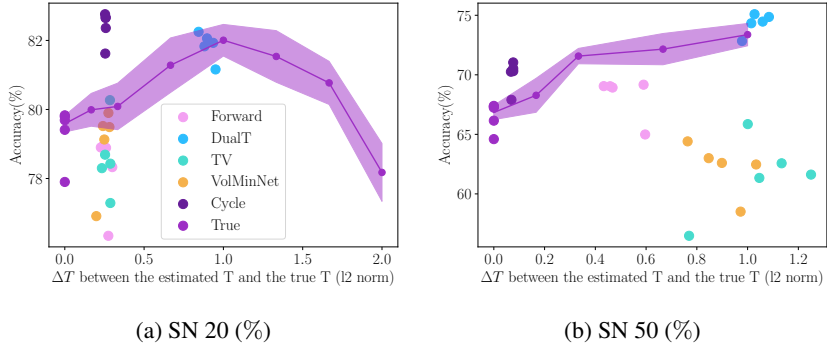 82
80
78
Accuracy(%)
Forward
DualT
TV
VolMinNet
Cycle
True
0.0 0.5 1.0 1.5 2.0
ΔT between the estimated T and the true T (l2 norm)
(a) SN 20 (%)
75
70
65
60
Accuracy(%)
0.0 0.2 0.4 0.6 0.8 1.0 1.2
ΔT between the estimated T and the true T (l2 norm)
(b) SN 50 (%)